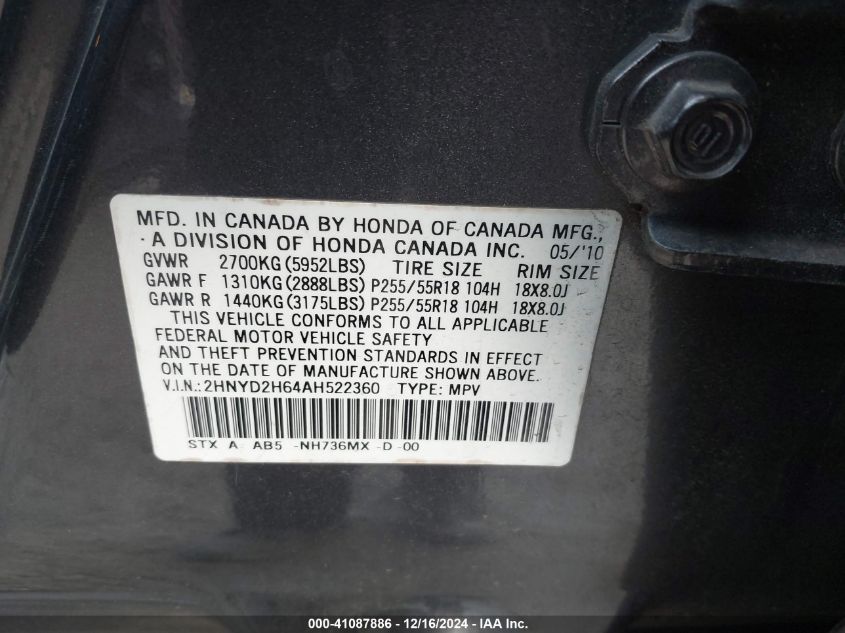 MFD. IN CANADA BY HONDA OF CANADA MFG.,
A DIVISION OF HONDA CANADA INC. 05/'10
GVWR 2700KG(5952LBS) TIRE SIZE RIM SIZE
GAWR F 1310KG(2888LBS) P255/55R18 104H 18X8.0J
GAWR R 1440KG(3175LBS) P255/55R18 104H 18X8.0J
THIS VEHICLE CONFORMS TO ALL APPLICABLE
FEDERAL MOTOR VEHICLE SAFETY
AND THEFT PREVENTION STANDARDS IN EFFECT
ON THE DATE OF MANUFACTURE SHOWN ABOVE.
V.I.N.:2HNYD2H64AH522360 TYPE: MPV
STX A AB5 -NH736MX -D -00
000-41087886 - 12/16/2024 - IAAI Inc.